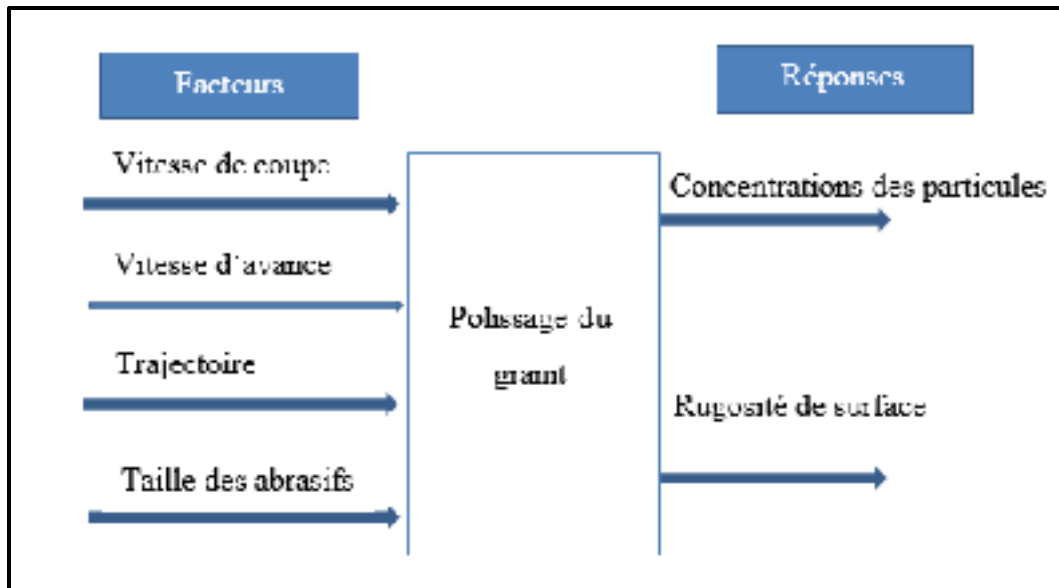 Facteurs
Réponses
Vitesse de coupe
Concentrations des particules
Vitesse d'avance
Polissage du
granit
Trajectoire
Rugosité de surface
Taille des abrasifs